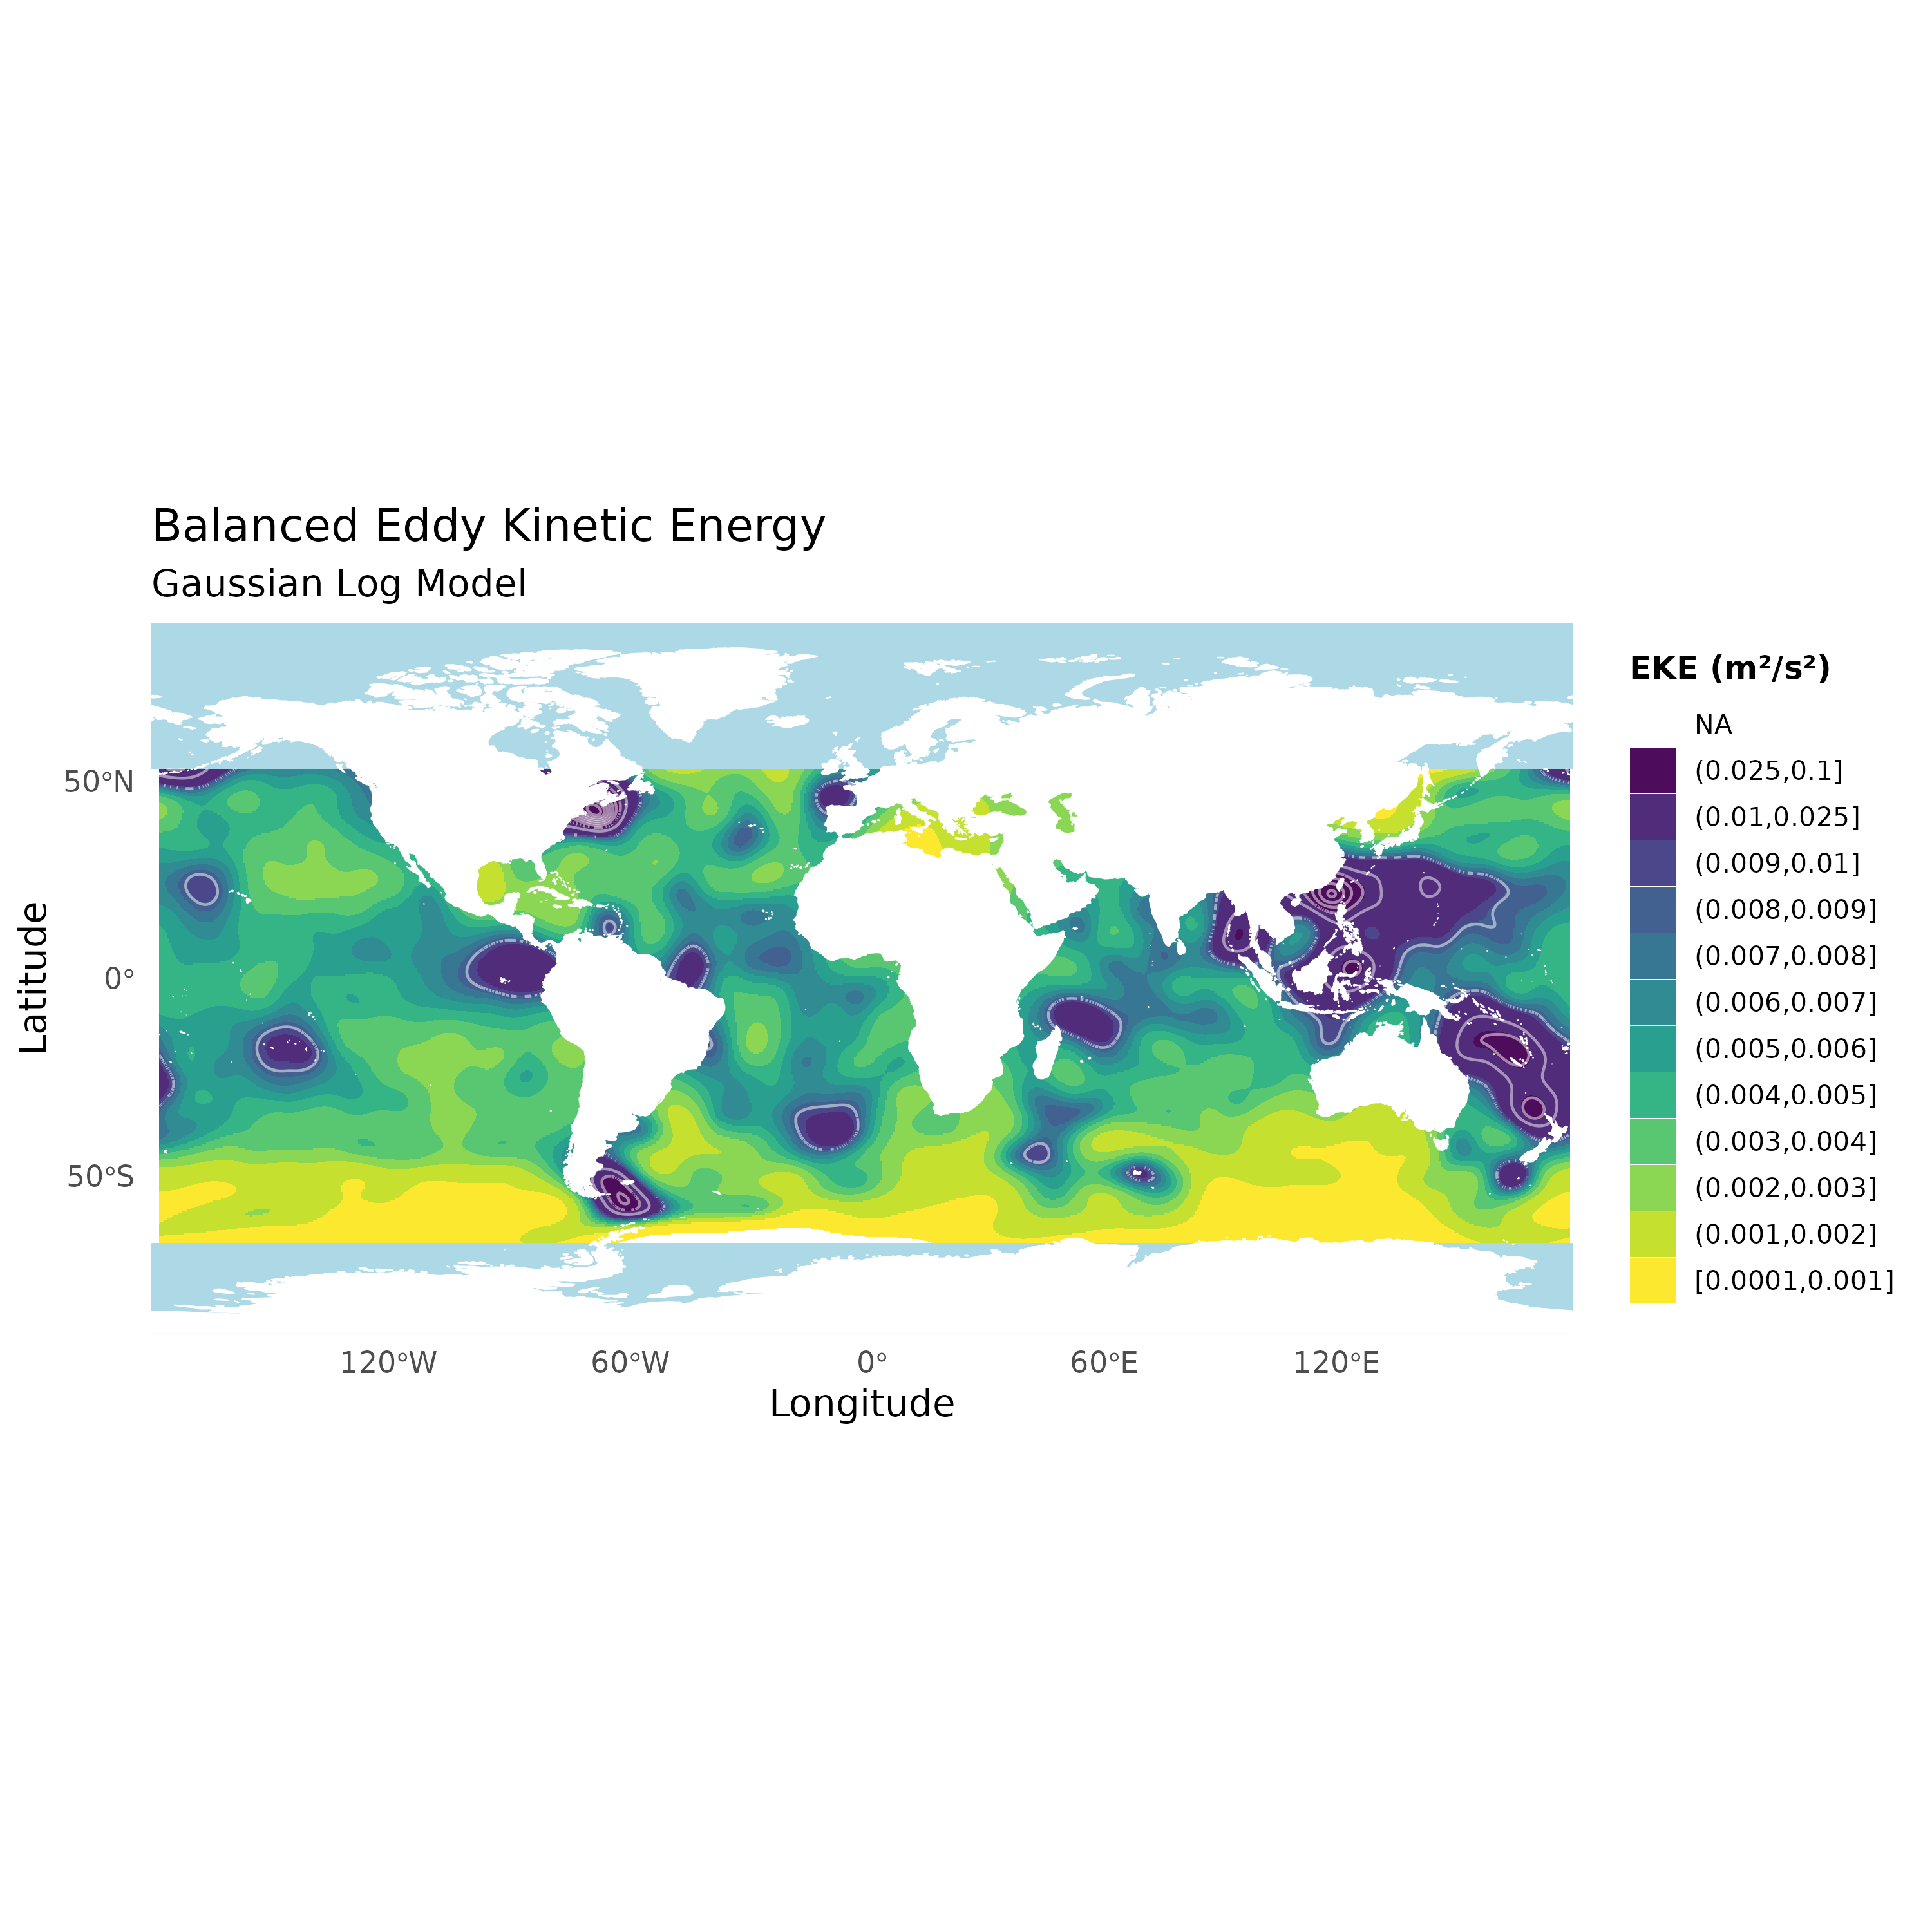 Balanced Eddy Kinetic Energy
Gaussian Log Model
EKE (m²/s²)
NA
(0.025,0.1]
(0.01,0.025]
(0.009,0.01]
(0.008,0.009]
(0.007,0.008]
(0.006,0.007]
(0.005,0.006]
(0.004,0.005]
(0.003,0.004]
(0.002,0.003]
(0.001,0.002]
[0.0001,0.001]
Latitude
50°N
0°
50°S
120°W
60°W
0°
60°E
120°E
Longitude